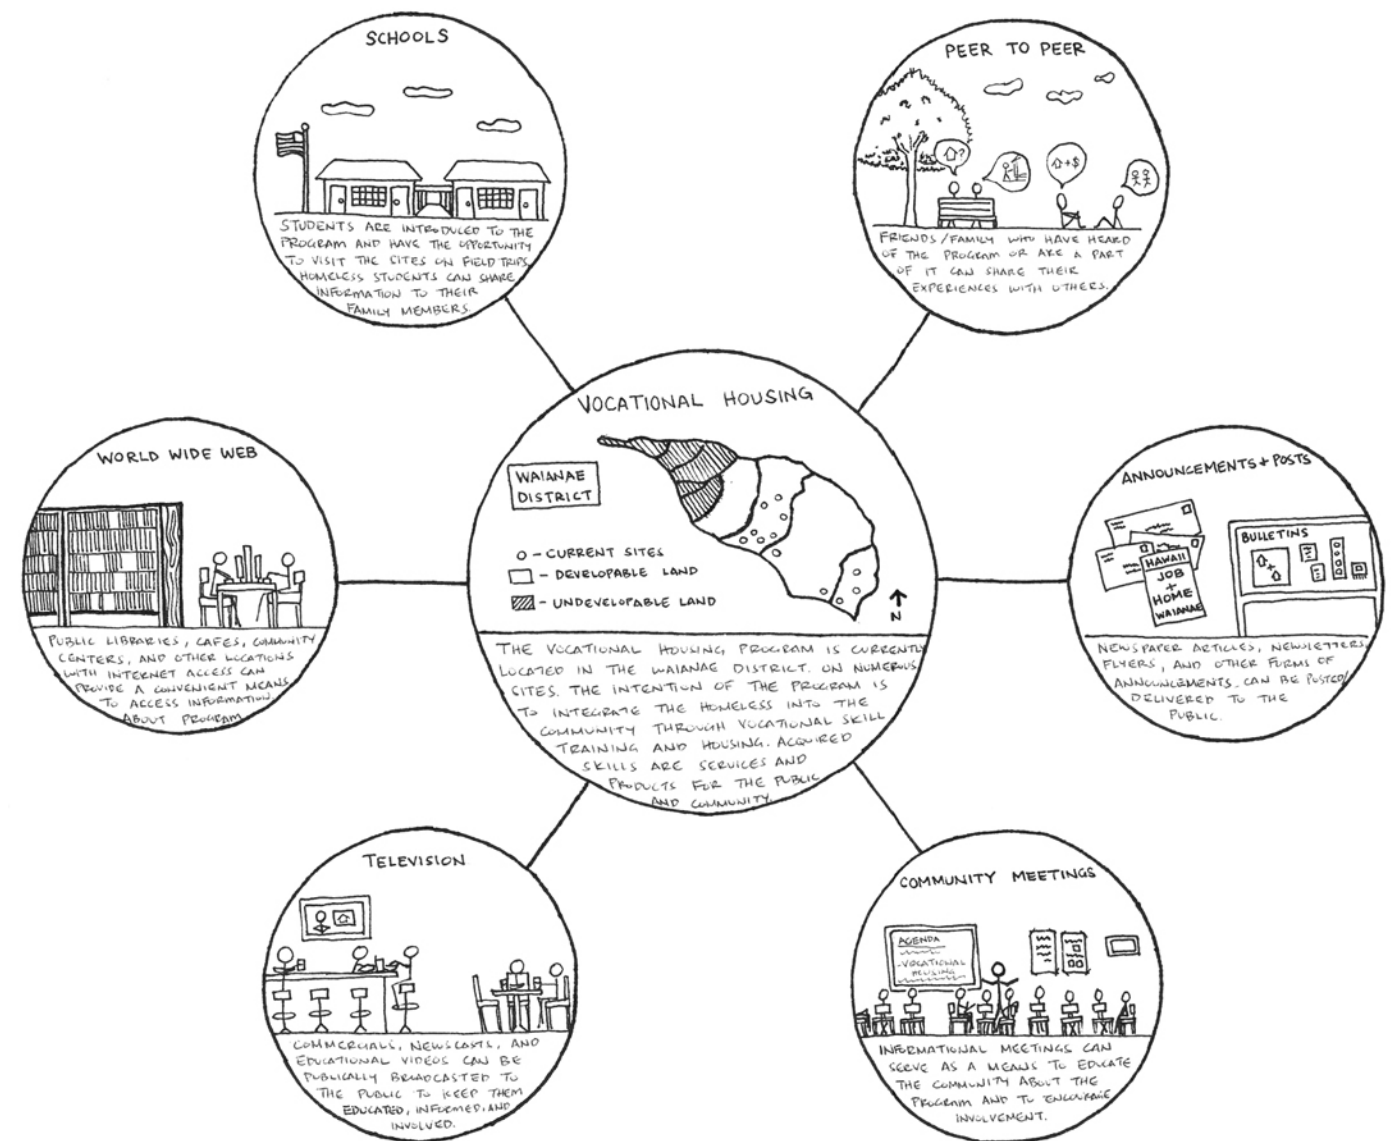 SCHOOLS
STUDENTS ARE INTRODUCED TO THE
PROGRAM AND HAVE THE OPPORTUNITY
TO VISIT THE SITES ON FIELD TRIPS.
HOMELESS STUDENTS CAN SHARE
INFORMATION TO THEIR
FAMILY MEMBERS.
PEER TO PEER
?
+$
FRIENDS/FAMILY WHO HAVE HEARD
OF THE PROGRAM OR ARE A PART
OF IT CAN SHARE THEIR
EXPERIENCES WITH OTHERS.
WORLD WIDE WEB
PUBLIC LIBRARIES, CAFES, COMMUNITY
CENTERS, AND OTHER LOCATIONS
WITH INTERNET ACCESS CAN
PROVIDE A CONVENIENT MEANS
TO ACCESS INFORMATION
ABOUT PROGRAM.
VOCATIONAL HOUSING
WAIANAE
DISTRICT
- CURRENT SITES
- DEVELOPABLE LAND
- UNDEVELOPABLE LAND
N
THE VOCATIONAL HOUSING PROGRAM IS CURRENTLY
LOCATED IN THE WAIANAE DISTRICT. ON NUMEROUS
SITES. THE INTENTION OF THE PROGRAM IS
TO INTEGRATE THE HOMELESS INTO THE
COMMUNITY THROUGH VOCATIONAL SKILL
TRAINING AND HOUSING. ACQUIRED
SKILLS ARE SERVICES AND
PRODUCTS FOR THE PUBLIC
AND COMMUNITY.
ANNOUNCEMENTS + POSTS
HAWAII
JOB
+
HOME
WAIANAE
BULLETINS
+
NEWSPAPER ARTICLES, NEWSLETTERS,
FLYERS, AND OTHER FORMS OF
ANNOUNCEMENTS, CAN BE POSTED/
DELIVERED TO THE
PUBLIC.
TELEVISION
COMMERCIALS, NEWSCASTS, AND
EDUCATIONAL VIDEOS CAN BE
PUBLICALLY BROADCASTED TO
THE PUBLIC TO KEEP THEM
EDUCATED, INFORMED, AND
INVOLVED.
COMMUNITY MEETINGS
AGENDA
-VOCATIONAL
HOUSING
INFORMATIONAL MEETINGS CAN
SERVE AS A MEANS TO EDUCATE
THE COMMUNITY ABOUT THE
PROGRAM AND TO ENCOURAGE
INVOLVEMENT.